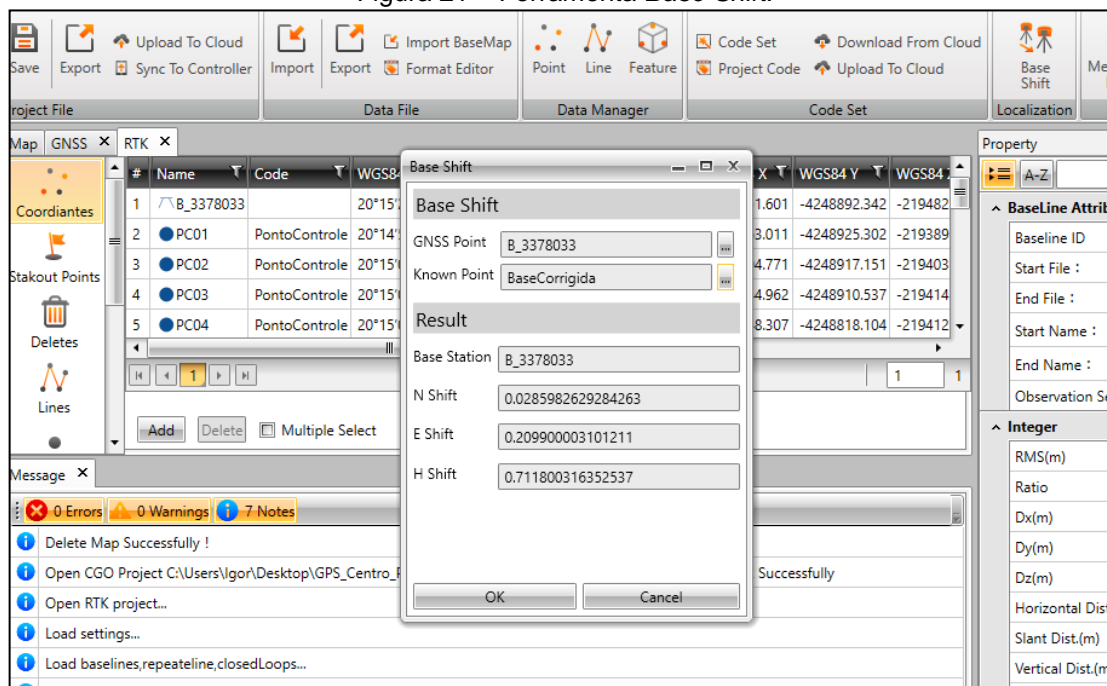 Figura 21 – Ferramenta Base Shift.
Save Export Upload To Cloud Sync To Controller Import Export Import BaseMap Format Editor Point Line Feature Code Set Project Code Download From Cloud Upload To Cloud Base Shift
roject File Data File Data Manager Code Set Localization
Map GNSS RTK Property
# Name Code WGS84 X WGS84 Y WGS84
1 B_3378033 20°15' 1.601 -4248892.342 -219482
2 PC01 PontoControle 20°14' 3.011 -4248925.302 -219389
3 PC02 PontoControle 20°15' 4.771 -4248917.151 -219403
4 PC03 PontoControle 20°15' 4.962 -4248910.537 -219414
5 PC04 PontoControle 20°15' 8.307 -4248818.104 -219412
Coordiantes
Stakout Points
Deletes
Lines
1
1 1
Add Delete Multiple Select
Base Shift
Base Shift
GNSS Point B_3378033 ...
Known Point BaseCorrigida ...
Result
Base Station B_3378033
N Shift 0.0285982629284263
E Shift 0.209900003101211
H Shift 0.711800316352537
OK Cancel
A-Z
BaseLine Attrib
Baseline ID
Start File :
End File :
Start Name :
End Name :
Observation Se
Integer
RMS(m)
Ratio
Dx(m)
Dy(m)
Dz(m)
Horizontal Dist
Slant Dist.(m)
Vertical Dist.(m
Message
0 Errors 0 Warnings 7 Notes
Delete Map Successfully !
Open CGO Project C:\Users\Igor\Desktop\GPS_Centro_ Successfully
Open RTK project...
Load settings...
Load baselines,repeateline,closedLoops...